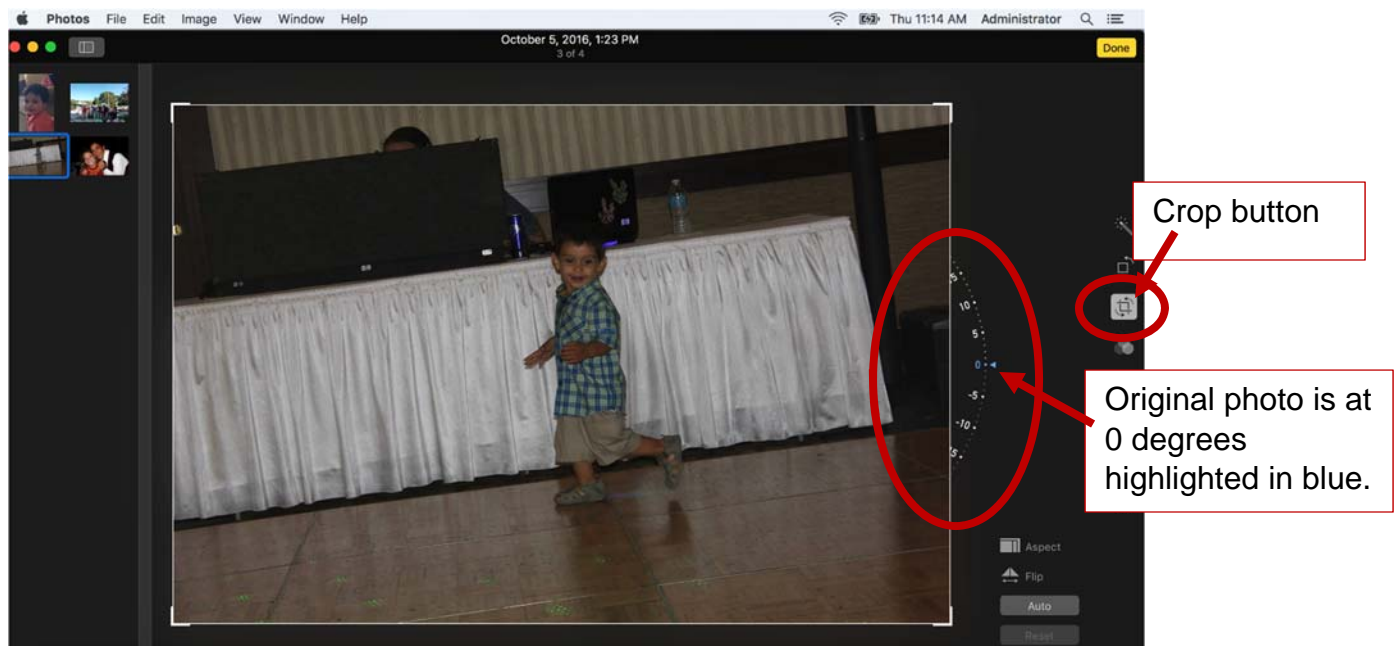 Photos File Edit Image View Window Help Thu 11:14 AM Administrator
October 5, 2016, 1:23 PM
3 of 4
Done
Crop button
10
5
0
-5
-10
Original photo is at
0 degrees
highlighted in blue.
Aspect
Flip
Auto
Reset